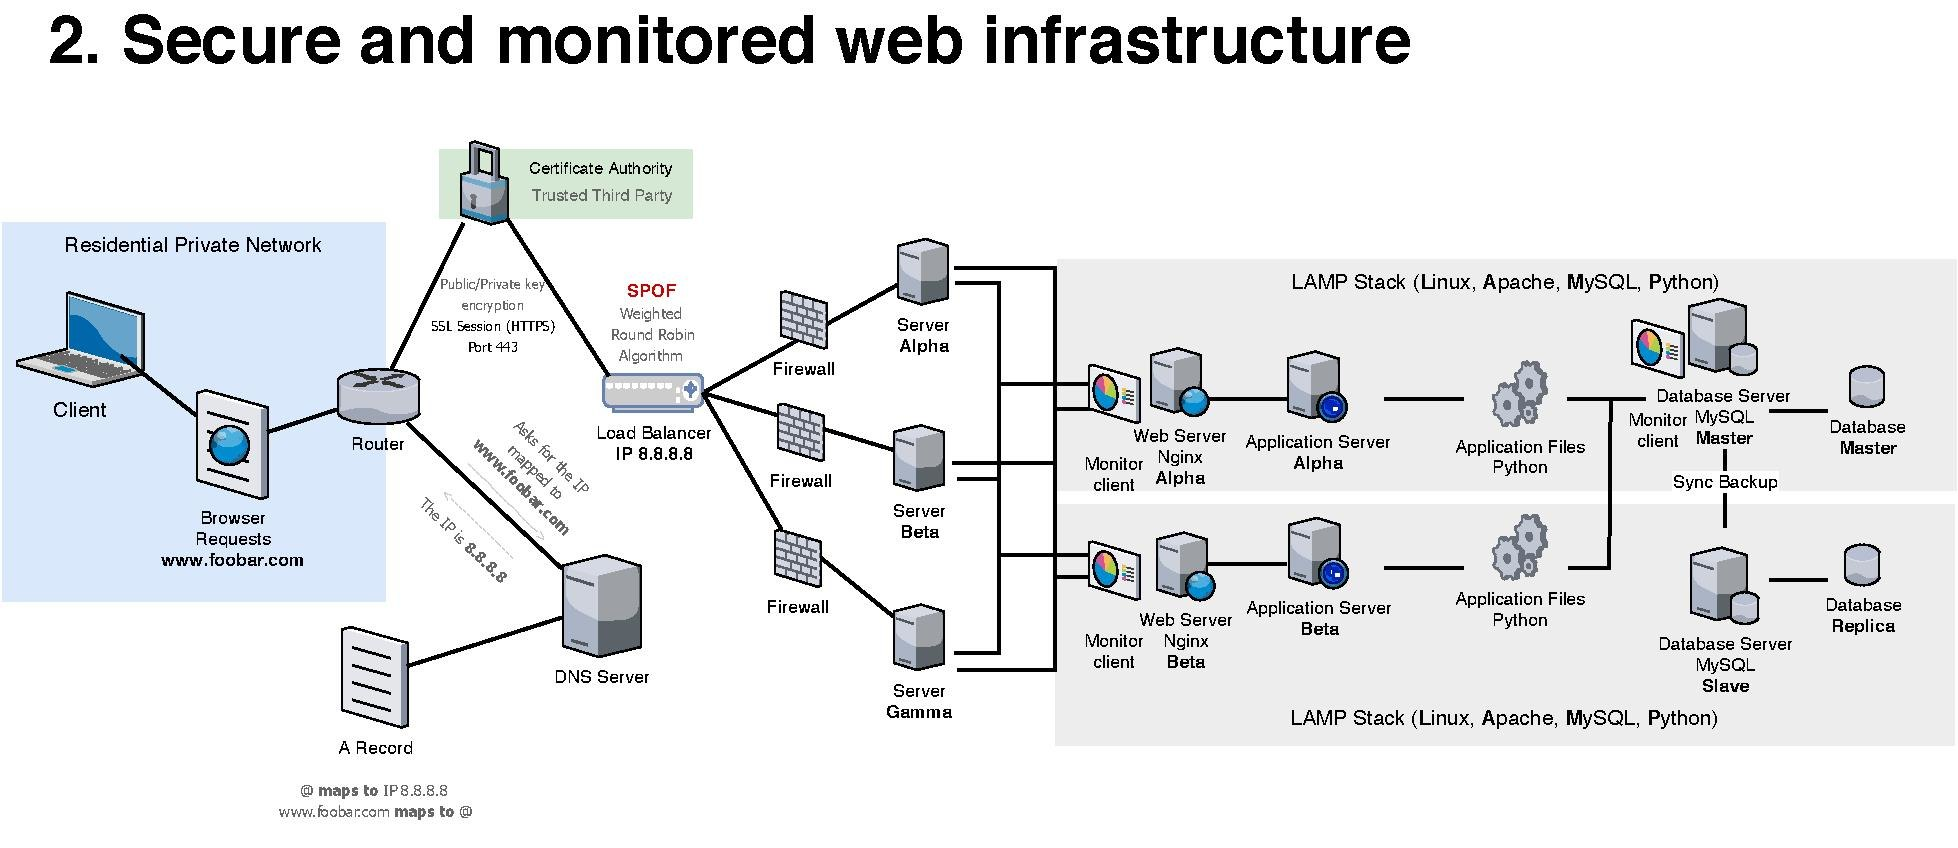 2. Secure and monitored web infrastructure
Certificate Authority
Trusted Third Party
Residential Private Network
Client
Browser
Requests
www.foobar.com
Router
Public/Private key
encryption
SSL Session (HTTPS)
Port 443
Asks for the IP
mapped to
www.foobar.com
The IP is 8.8.8.8
DNS Server
A Record
@ maps to IP8.8.8.8
www.foobar.com maps to @
SPOF
Weighted
Round Robin
Algorithm
Load Balancer
IP 8.8.8.8
Firewall
Firewall
Firewall
Server
Alpha
Server
Beta
Server
Gamma
LAMP Stack (Linux, Apache, MySQL, Python)
Monitor
client
Web Server
Nginx
Alpha
Application Server
Alpha
Application Files
Python
Monitor
client
Database Server
MySQL
Master
Database
Master
Sync Backup
Monitor
client
Web Server
Nginx
Beta
Application Server
Beta
Application Files
Python
Database Server
MySQL
Slave
Database
Replica
LAMP Stack (Linux, Apache, MySQL, Python)